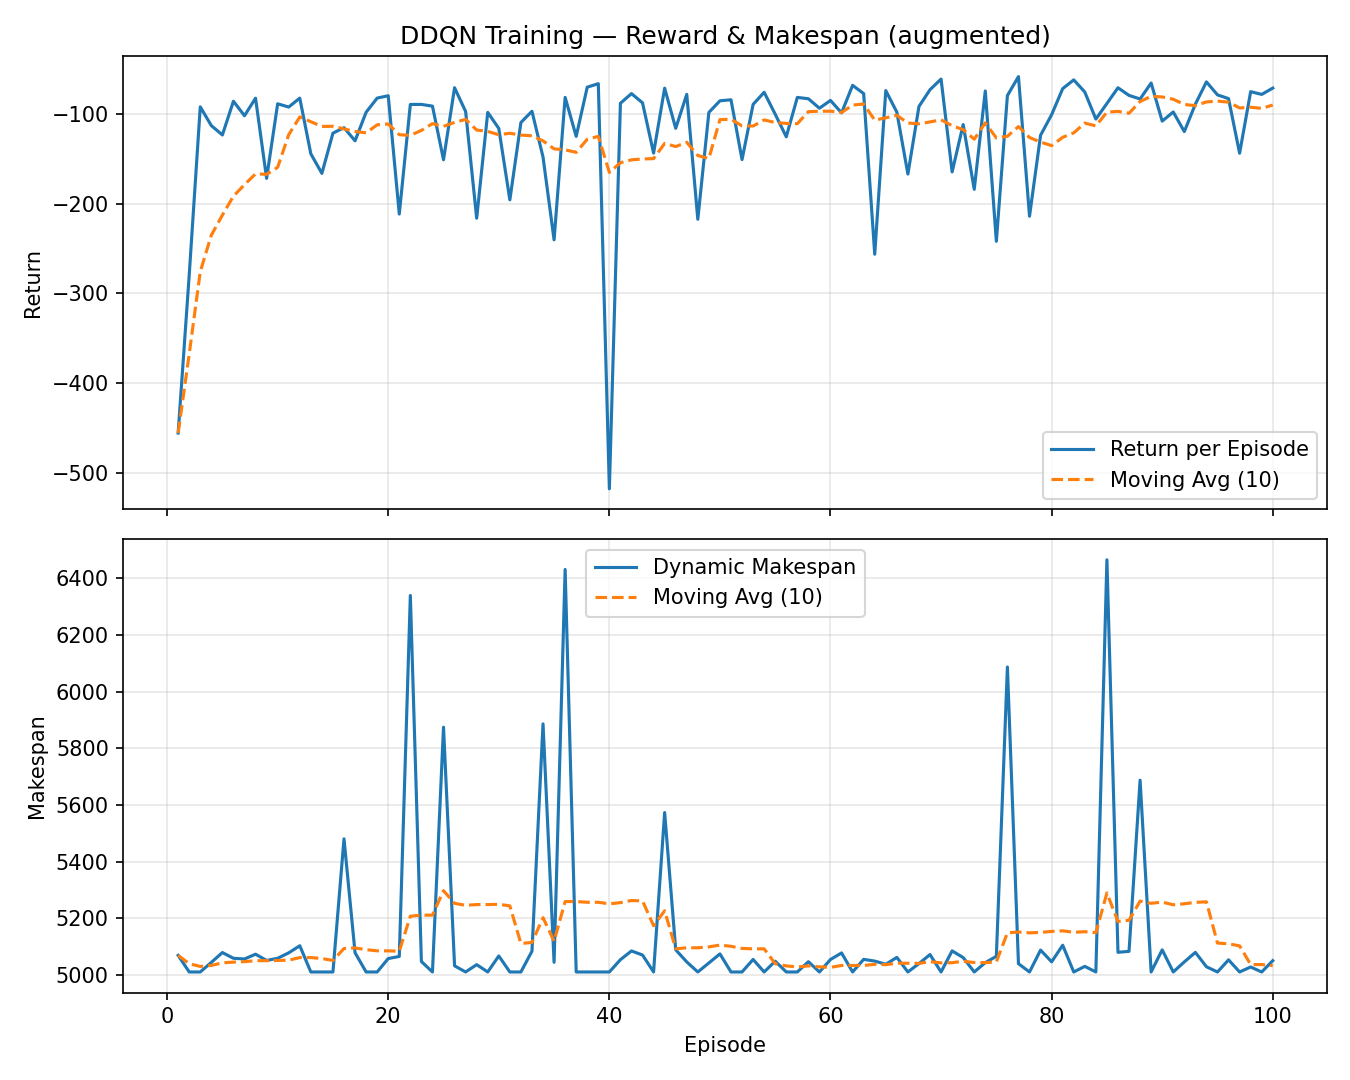 DDQN Training — Reward & Makespan (augmented)
−100
−200
−300
−400
−500
Return
Return per Episode
Moving Avg (10)
6400
6200
6000
5800
5600
5400
5200
5000
Makespan
Dynamic Makespan
Moving Avg (10)
0 20 40 60 80 100
Episode